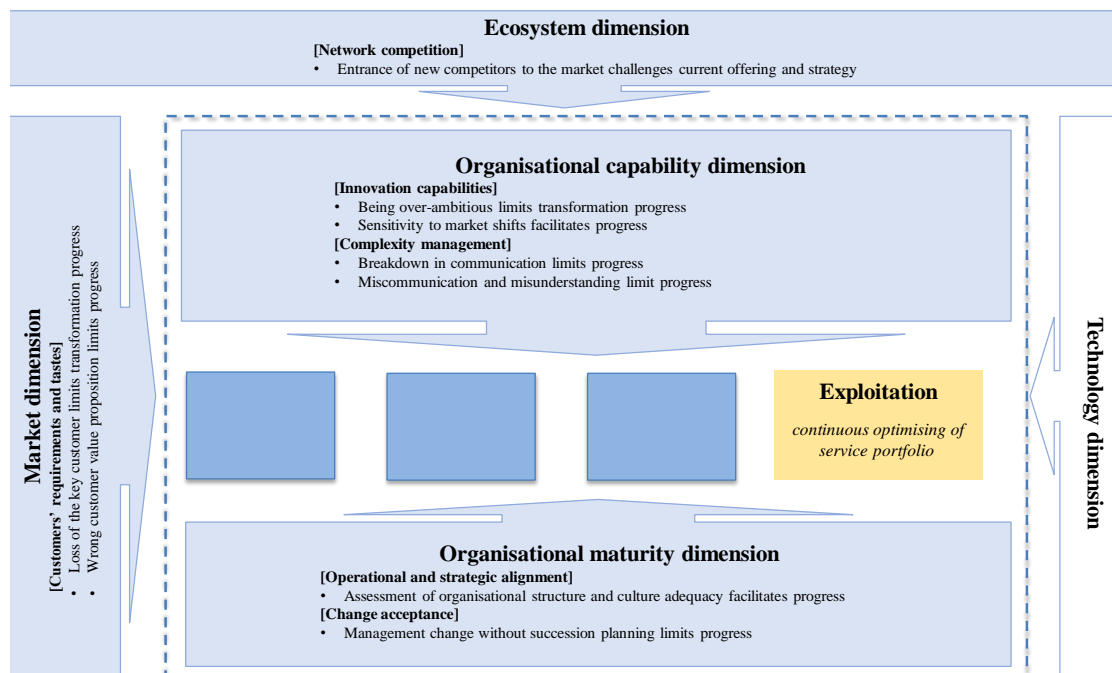 Ecosystem dimension
[Network competition]
• Entrance of new competitors to the market challenges current offering and strategy
Market dimension
[Customers’ requirements and tastes]
• Loss of the key customer limits transformation progress
• Wrong customer value proposition limits progress
Organisational capability dimension
[Innovation capabilities]
• Being over-ambitious limits transformation progress
• Sensitivity to market shifts facilitates progress
[Complexity management]
• Breakdown in communication limits progress
• Miscommunication and misunderstanding limit progress
Exploitation
continuous optimising of
service portfolio
Organisational maturity dimension
[Operational and strategic alignment]
• Assessment of organisational structure and culture adequacy facilitates progress
[Change acceptance]
• Management change without succession planning limits progress
Technology dimension